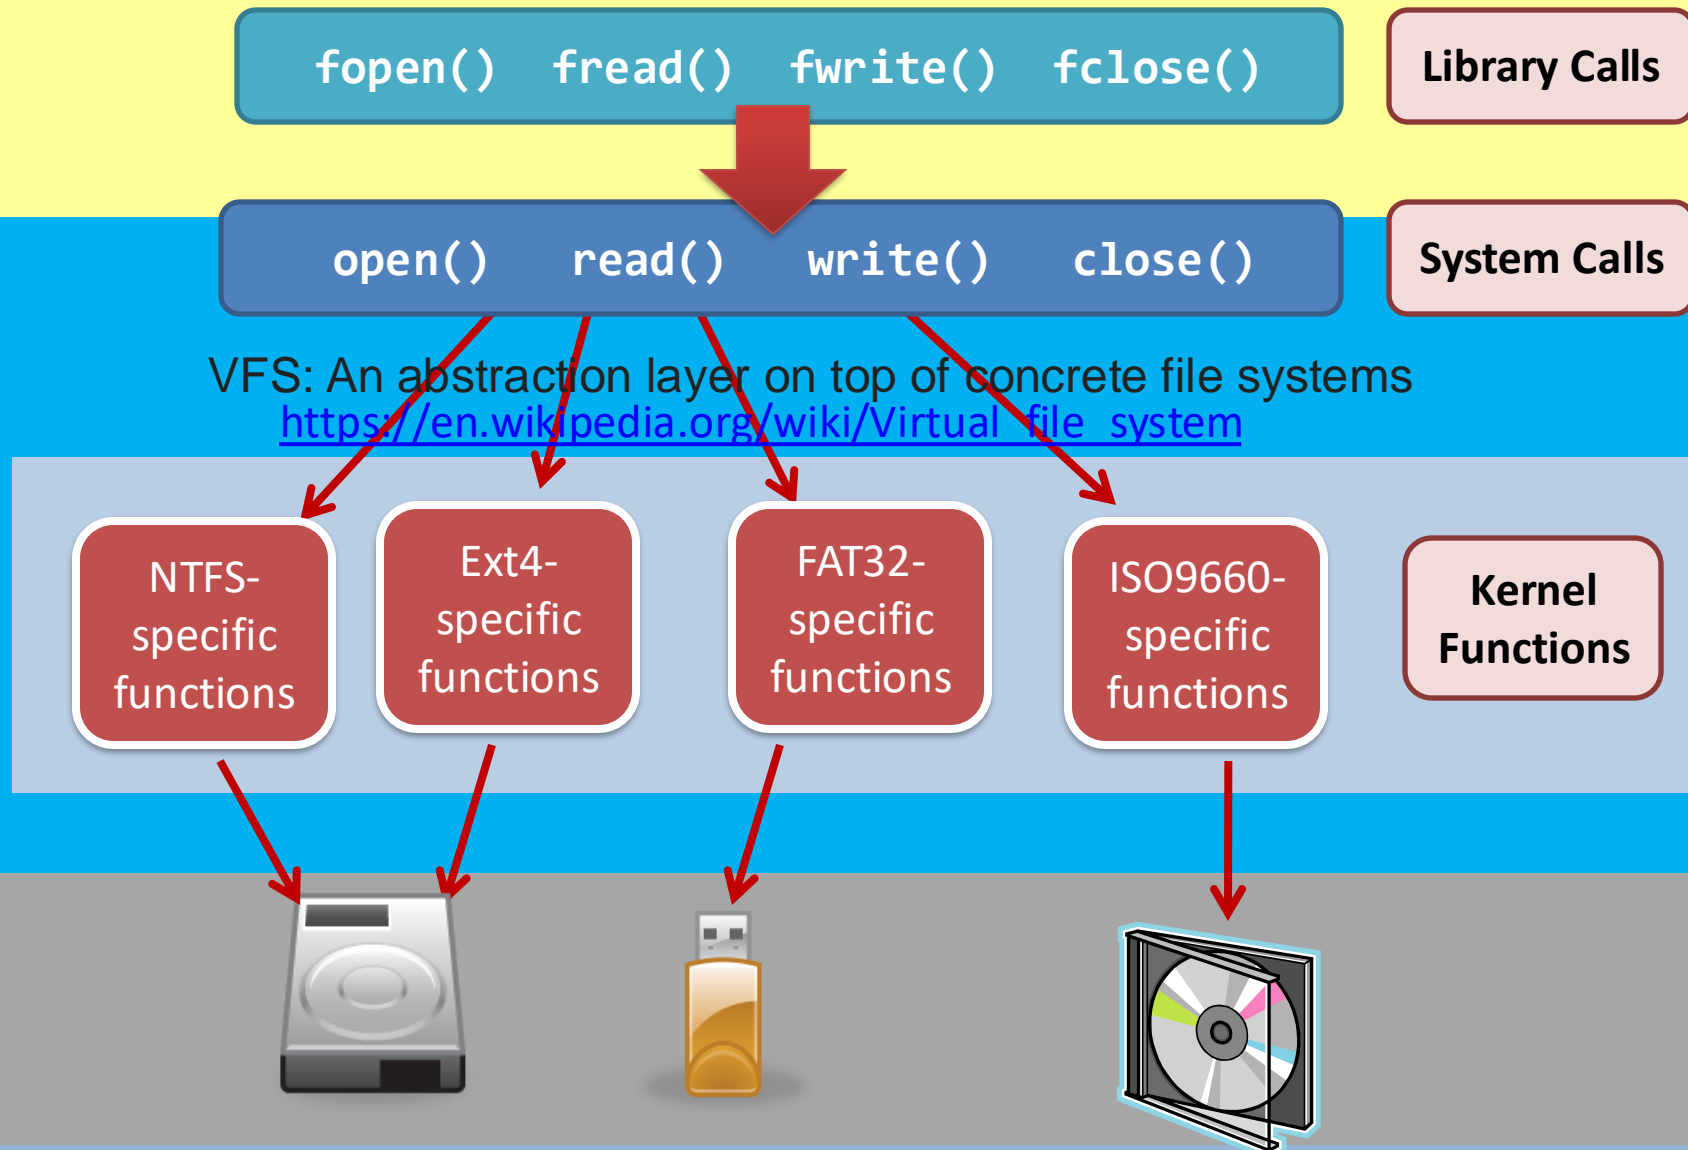 fopen() fread() fwrite() fclose()
Library Calls
open() read() write() close()
System Calls
VFS: An abstraction layer on top of concrete file systems
https://en.wikipedia.org/wiki/Virtual_file_system
NTFS-
specific
functions
Ext4-
specific
functions
FAT32-
specific
functions
ISO9660-
specific
functions
Kernel
Functions